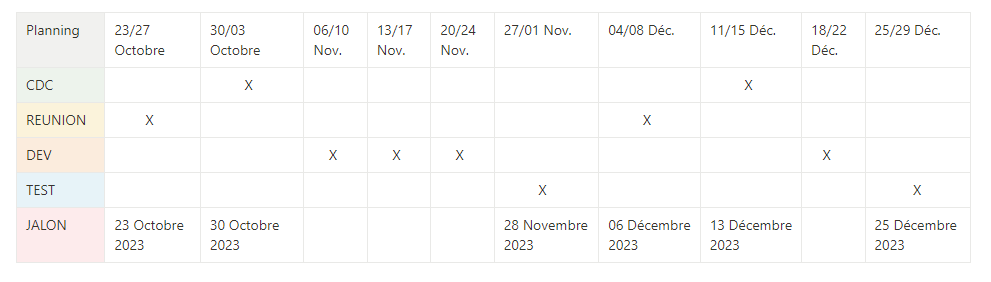 Planning 23/27 Octobre 30/03 Octobre 06/10 Nov. 13/17 Nov. 20/24 Nov. 27/01 Nov. 04/08 Déc. 11/15 Déc. 18/22 Déc. 25/29 Déc.
CDC X X
REUNION X X
DEV X X X X
TEST X X
JALON 23 Octobre 2023 30 Octobre 2023 28 Novembre 2023 06 Décembre 2023 13 Décembre 2023 25 Décembre 2023